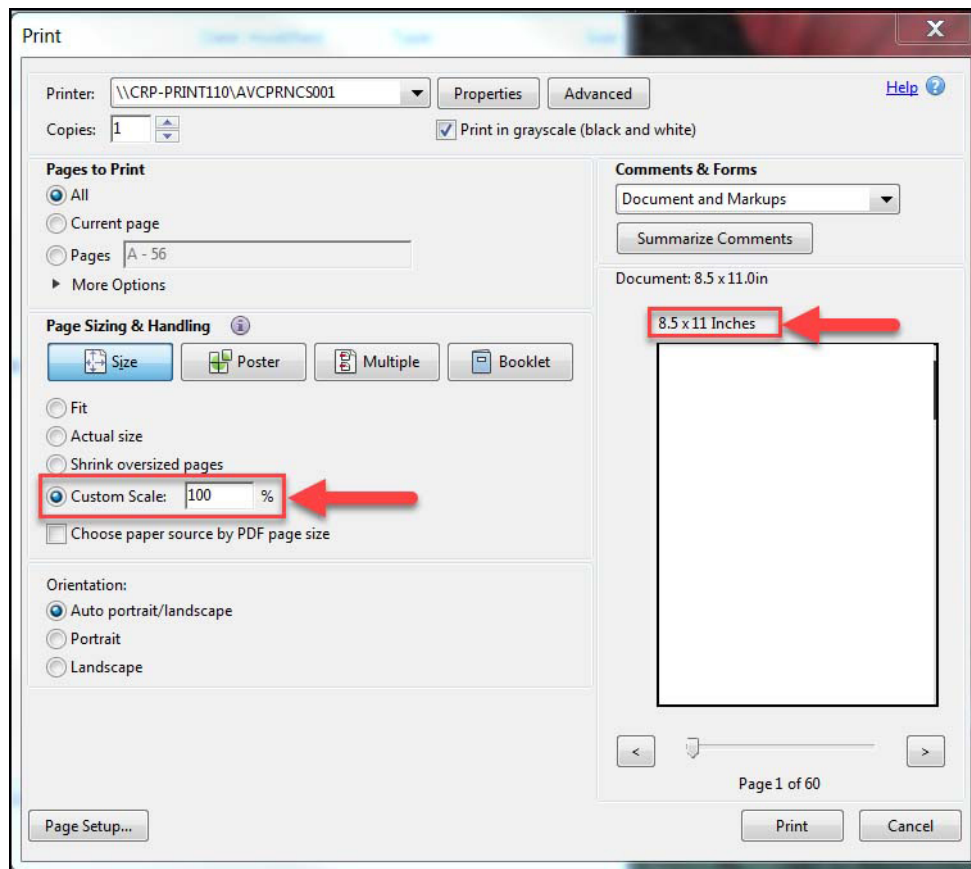 Print
X
Printer: \\CRP-PRINT110\AVCPRNCS001 Properties Advanced Help ?
Copies: 1 Print in grayscale (black and white)
Pages to Print
All
Current page
Pages A - 56
More Options
Comments & Forms
Document and Markups
Summarize Comments
Page Sizing & Handling i
Size Poster Multiple Booklet
Fit
Actual size
Shrink oversized pages
Custom Scale: 100 %
Choose paper source by PDF page size
Orientation:
Auto portrait/landscape
Portrait
Landscape
Document: 8.5 x 11.0in
8.5 x 11 Inches
< >
Page 1 of 60
Page Setup... Print Cancel